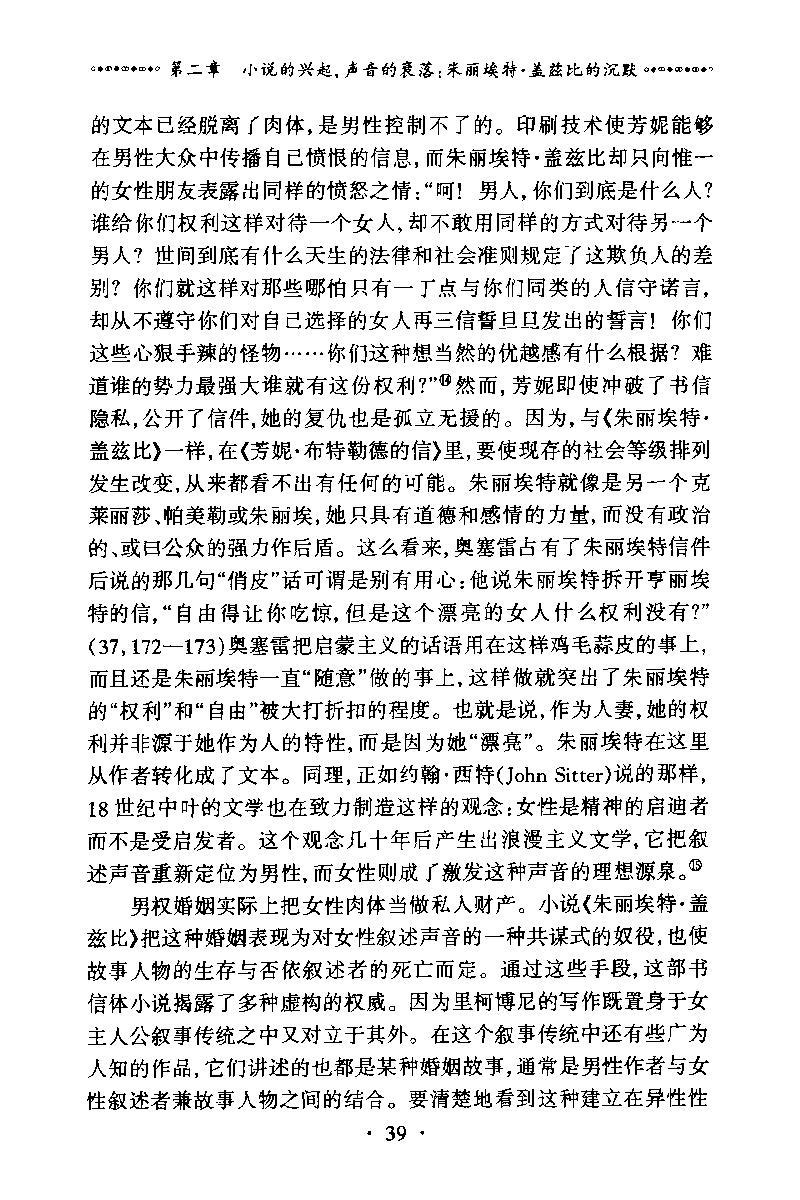 第二章 小说的兴起,声音的衰落:朱丽埃特·盖兹比的沉默
的文本已经脱离了肉体,是男性控制不了的。印刷技术使芳妮能够
在男性大众中传播自己愤恨的信息,而朱丽埃特·盖兹比却只向惟一
的女性朋友表露出同样的愤怒之情:“呵!男人,你们到底是什么人?
谁给你们权利这样对待一个女人,却不敢用同样的方式对待另一个
男人?世间到底有什么天生的法律和社会准则规定了这欺负人的差
别?你们就这样对那些哪怕只有一丁点与你们同类的人信守诺言,
却从不遵守你们对自己选择的女人再三信誓旦旦发出的誓言!你们
这些心狠手辣的怪物……你们这种想当然的优越感有什么根据?难
道谁的势力最强大谁就有这份权利?”⑭然而,芳妮即使冲破了书信
隐私,公开了信件,她的复仇也是孤立无援的。因为,与《朱丽埃特·
盖兹比》一样,在《芳妮·布特勒德的信》里,要使现存的社会等级排列
发生改变,从来都看不出有任何的可能。朱丽埃特就像是另一个克
莱丽莎、帕美勒或朱丽埃,她只具有道德和感情的力量,而没有政治
的、或曰公众的强力作后盾。这么看来,奥塞雷占有了朱丽埃特信件
后说的那几句“俏皮”话可谓是别有用心:他说朱丽埃特拆开亨丽埃
特的信,“自由得让你吃惊,但是这个漂亮的女人什么权利没有?”
(37,172—173)奥塞雷把启蒙主义的话语用在这样鸡毛蒜皮的事上,
而且还是朱丽埃特一直“随意”做的事上,这样做就突出了朱丽埃特
的“权利”和“自由”被大打折扣的程度。也就是说,作为人妻,她的权
利并非源于她作为人的特性,而是因为她“漂亮”。朱丽埃特在这里
从作者转化成了文本。同理,正如约翰·西特(John Sitter)说的那样,
18世纪中叶的文学也在致力制造这样的观念:女性是精神的启迪者
而不是受启发者。这个观念几十年后产生出浪漫主义文学,它把叙
述声音重新定位为男性,而女性则成了激发这种声音的理想源泉。⑮
男权婚姻实际上把女性肉体当做私人财产。小说《朱丽埃特·盖
兹比》把这种婚姻表现为对女性叙述声音的一种共谋式的奴役,也使
故事人物的生存与否依叙述者的死亡而定。通过这些手段,这部书
信体小说揭露了多种虚构的权威。因为里柯博尼的写作既置身于女
主人公叙事传统之中又对立于其外。在这个叙事传统中还有些广为
人知的作品,它们讲述的也都是某种婚姻故事,通常是男性作者与女
性叙述者兼故事人物之间的结合。要清楚地看到这种建立在异性性
· 39 ·